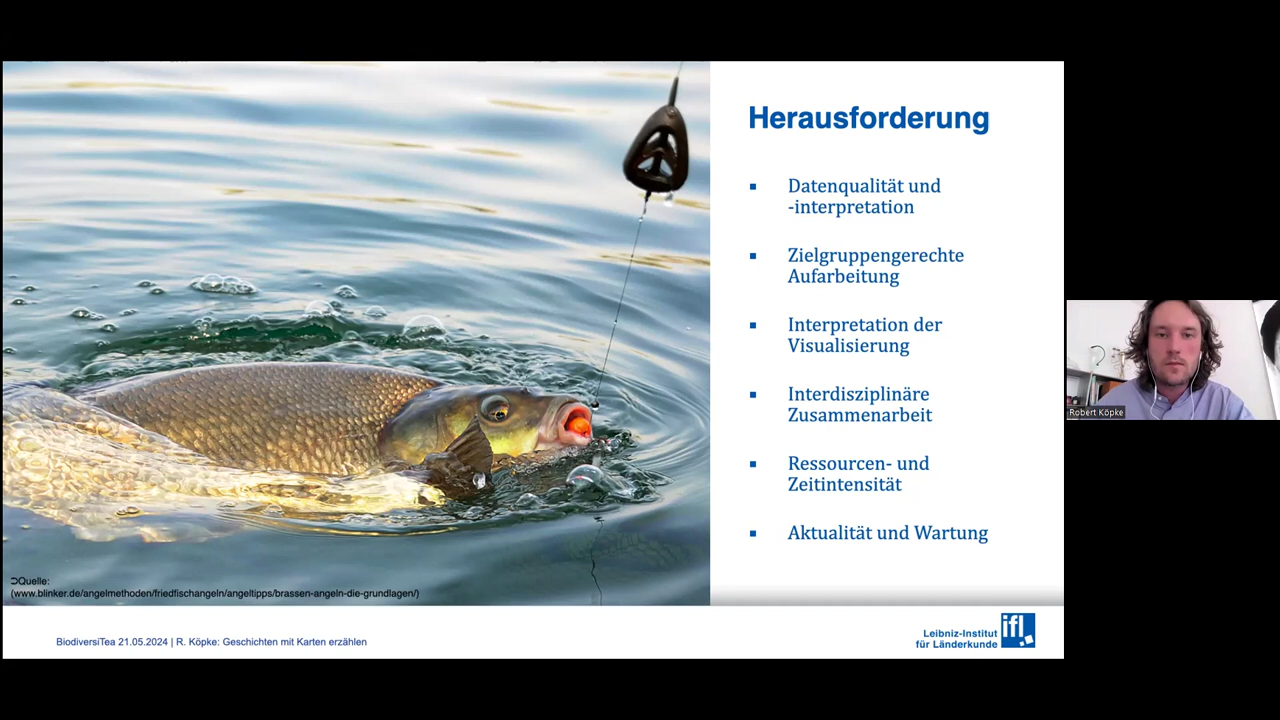 Herausforderung
▪ Datenqualität und
-interpretation
▪ Zielgruppengerechte
Aufarbeitung
▪ Interpretation der
Visualisierung
▪ Interdisziplinäre
Zusammenarbeit
▪ Ressourcen- und
Zeitintensität
▪ Aktualität und Wartung
ↄQuelle:
(www.blinker.de/angelmethoden/friedfischangeln/angeltipps/brassen-angeln-die-grundlagen/)
BiodiversiTea 21.05.2024 | R. Köpke: Geschichten mit Karten erzählen
Leibniz-Institut
für Länderkunde
ifl
Robert Köpke